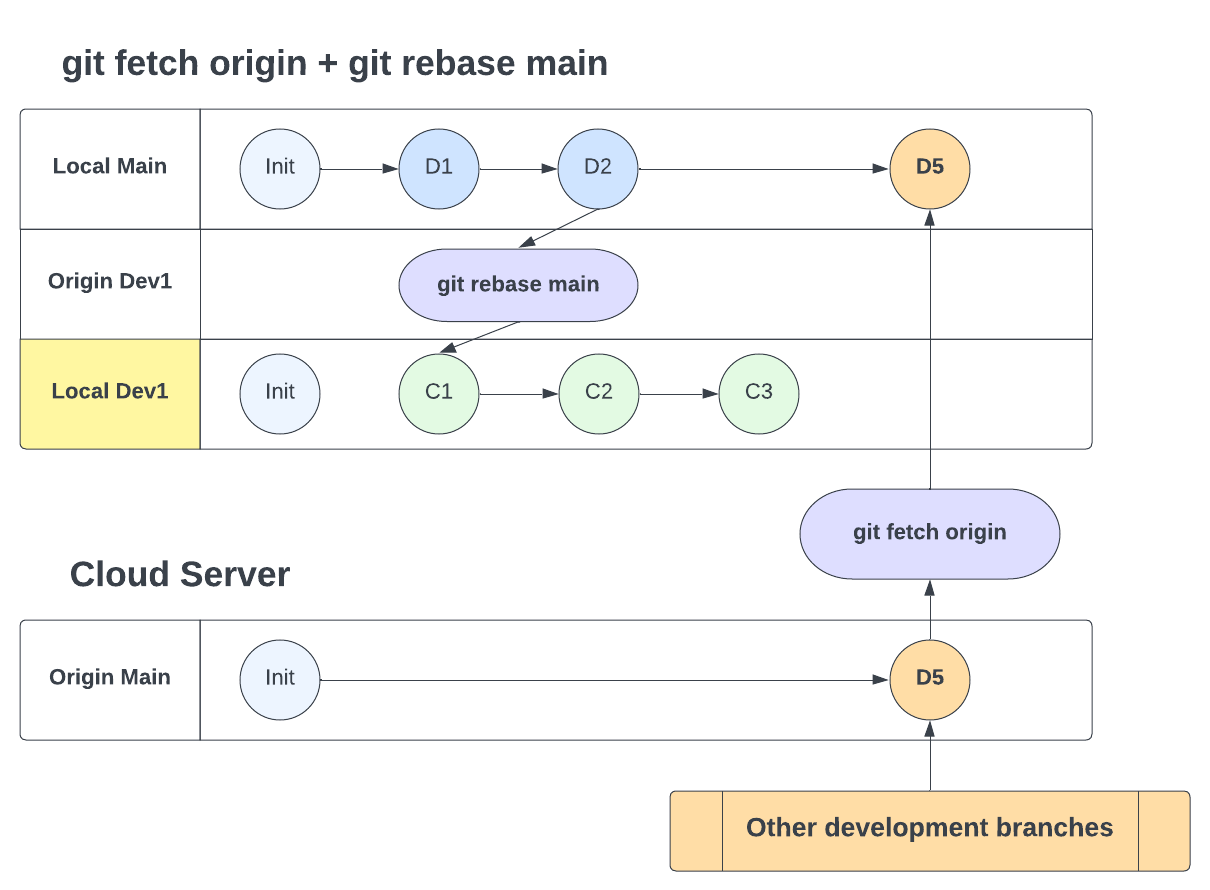 git fetch origin + git rebase main
Local Main
Init
D1
D2
D5
Origin Dev1
git rebase main
Local Dev1
Init
C1
C2
C3
git fetch origin
Cloud Server
Origin Main
Init
D5
Other development branches